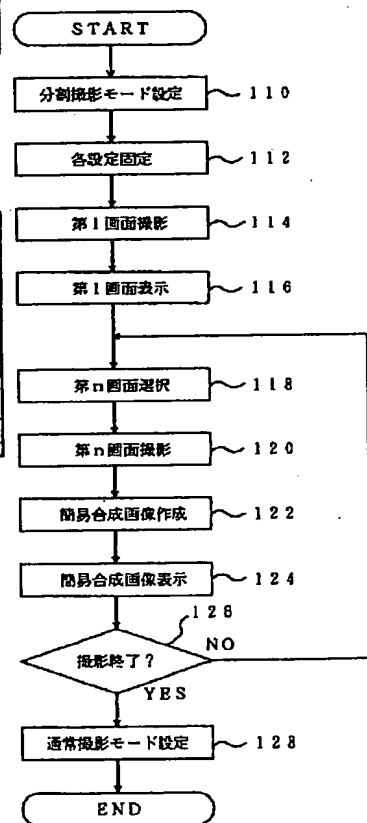 START
分割撮影モード設定 110
各設定固定 112
第1画面撮影 114
第1画面表示 116
第n画面選択 118
第n画面撮影 120
簡易合成画像作成 122
簡易合成画像表示 124
126
撮影終了? NO
YES
通常撮影モード設定 128
END